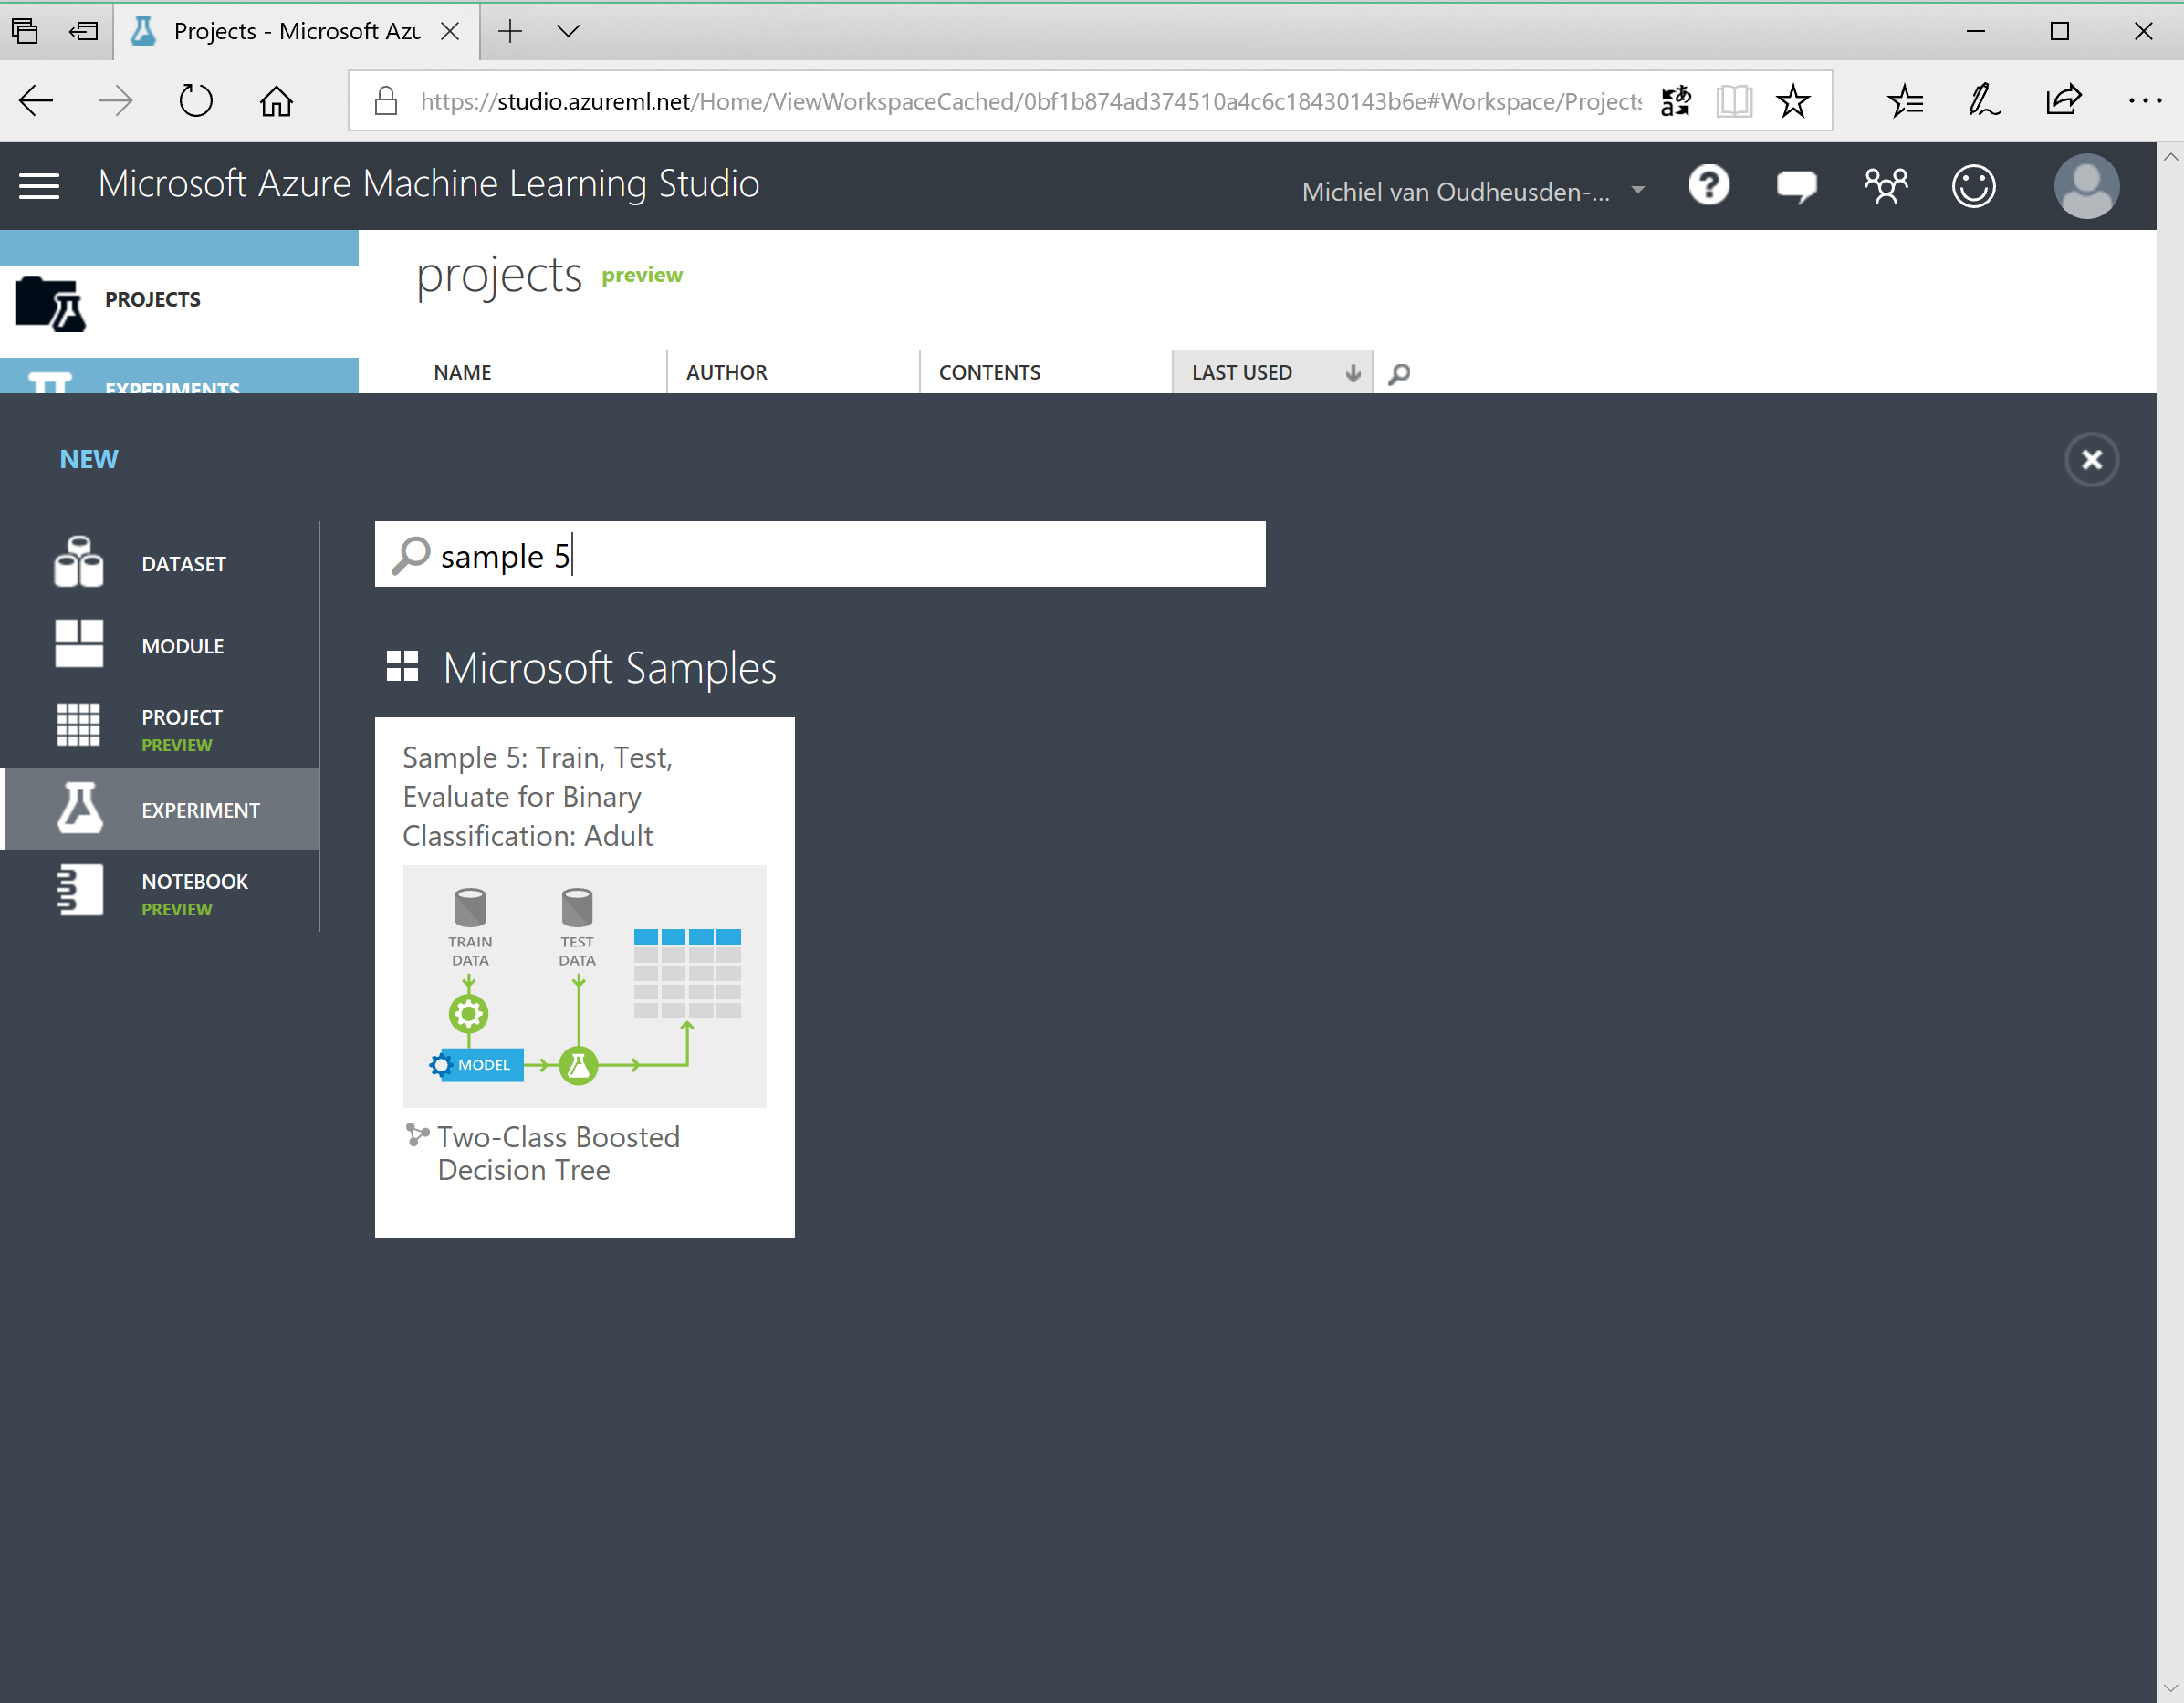 Projects - Microsoft Azu
https://studio.azureml.net/Home/ViewWorkspaceCached/0bf1b874ad374510a4c6c18430143b6e#Workspace/Projects
Microsoft Azure Machine Learning Studio
Michiel van Oudheusden-...
PROJECTS
projects preview
EXPERIMENTS
NAME
AUTHOR
CONTENTS
LAST USED
NEW
DATASET
MODULE
PROJECT
PREVIEW
EXPERIMENT
NOTEBOOK
PREVIEW
sample 5
Microsoft Samples
Sample 5: Train, Test,
Evaluate for Binary
Classification: Adult
TRAIN
DATA
TEST
DATA
MODEL
Two-Class Boosted
Decision Tree